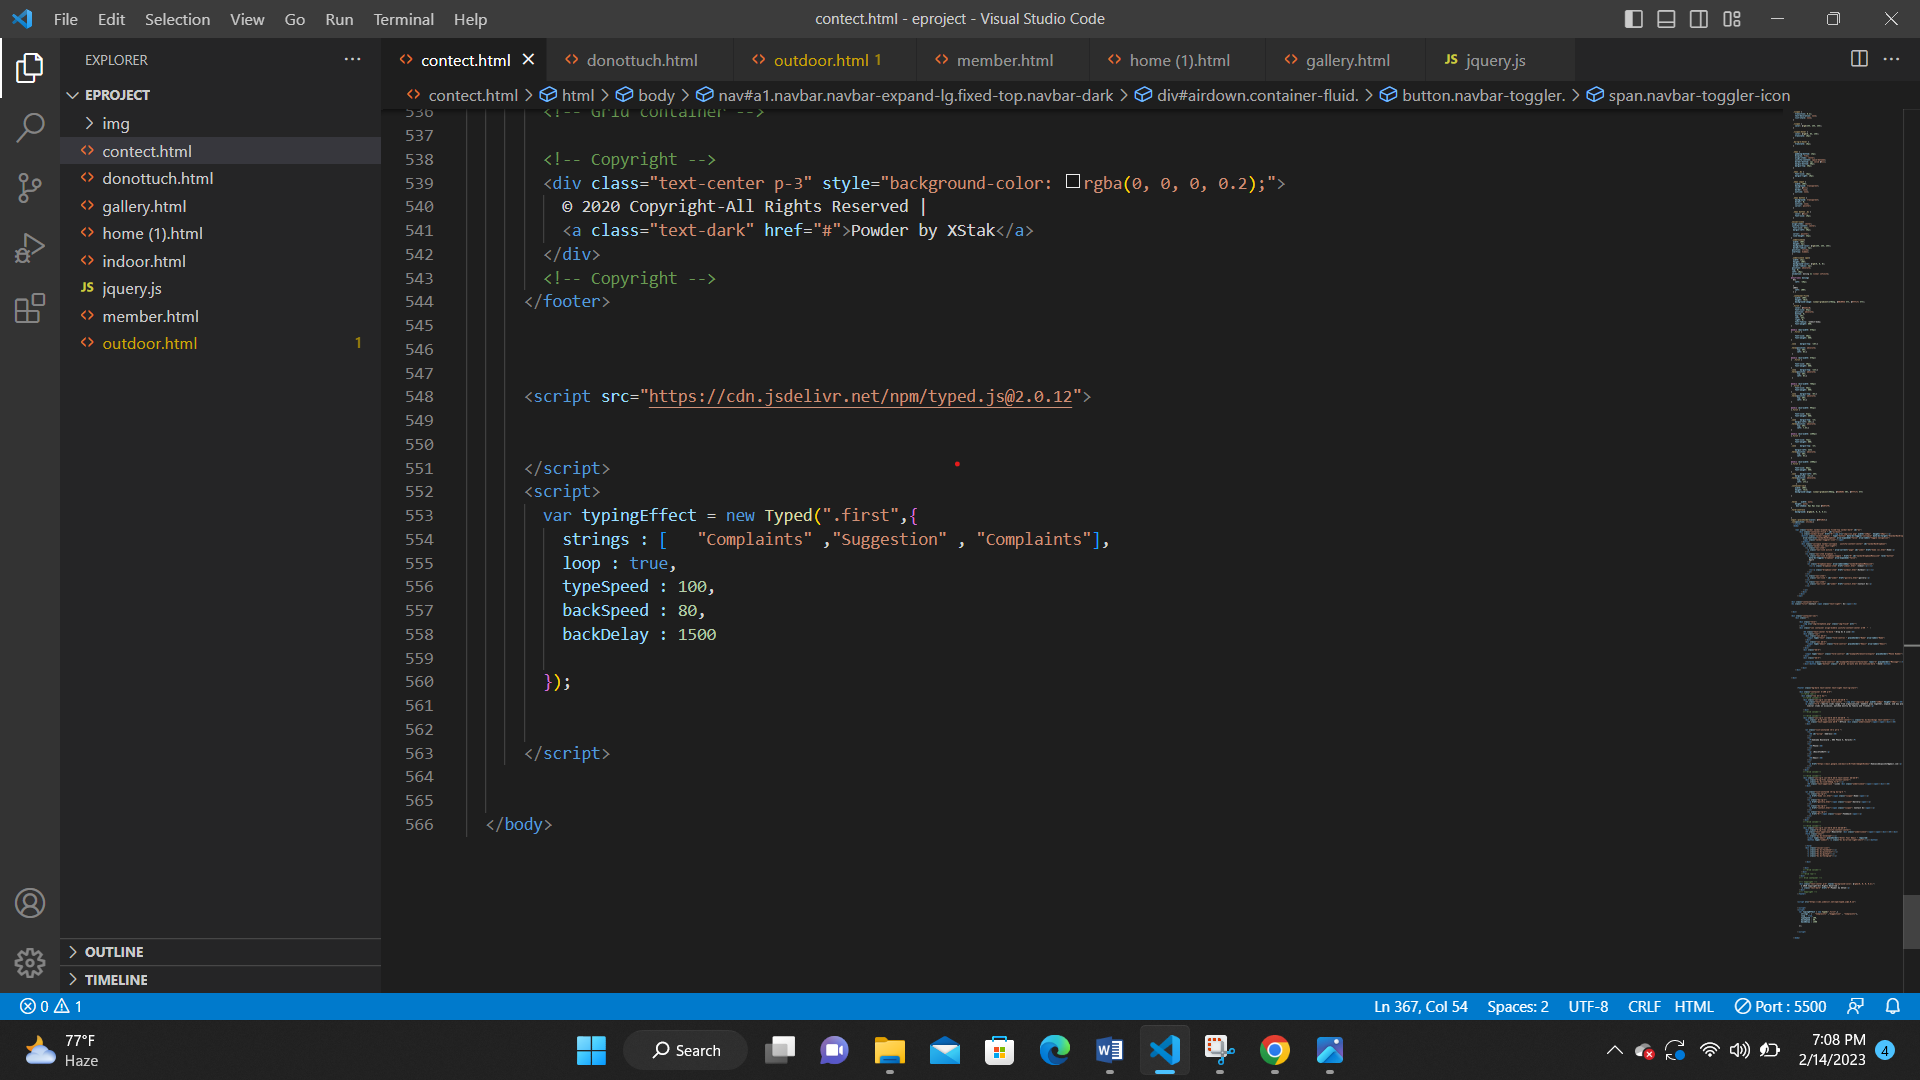 File Edit Selection View Go Run Terminal Help
contect.html - eproject - Visual Studio Code
EXPLORER
EPROJECT
img
contect.html
donottuch.html
gallery.html
home (1).html
indoor.html
JS jquery.js
member.html
outdoor.html 1
OUTLINE
TIMELINE
contect.html donottuch.html outdoor.html 1 member.html home (1).html gallery.html JS jquery.js
contect.html > html > body > nav#a1.navbar.navbar-expand-lg.fixed-top.navbar-dark > div#airdown.container-fluid. > button.navbar-toggler. > span.navbar-toggler-icon
536 <!-- Grid container -->
537
538 <!-- Copyright -->
539 <div class="text-center p-3" style="background-color: rgba(0, 0, 0, 0.2);">
540 © 2020 Copyright-All Rights Reserved |
541 <a class="text-dark" href="#">Powder by XStak</a>
542 </div>
543 <!-- Copyright -->
544 </footer>
545
546
547
548 <script src="https://cdn.jsdelivr.net/npm/typed.js@2.0.12">
549
550
551 </script>
552 <script>
553 var typingEffect = new Typed(".first",{
554 strings : [   "Complaints" ,"Suggestion" , "Complaints"],
555 loop : true,
556 typeSpeed : 100,
557 backSpeed : 80,
558 backDelay : 1500
559
560 });
561
562
563 </script>
564
565
566 </body>
0 1
Ln 367, Col 54 Spaces: 2 UTF-8 CRLF HTML Port : 5500
77°F
Haze
Search
7:08 PM
2/14/2023
4